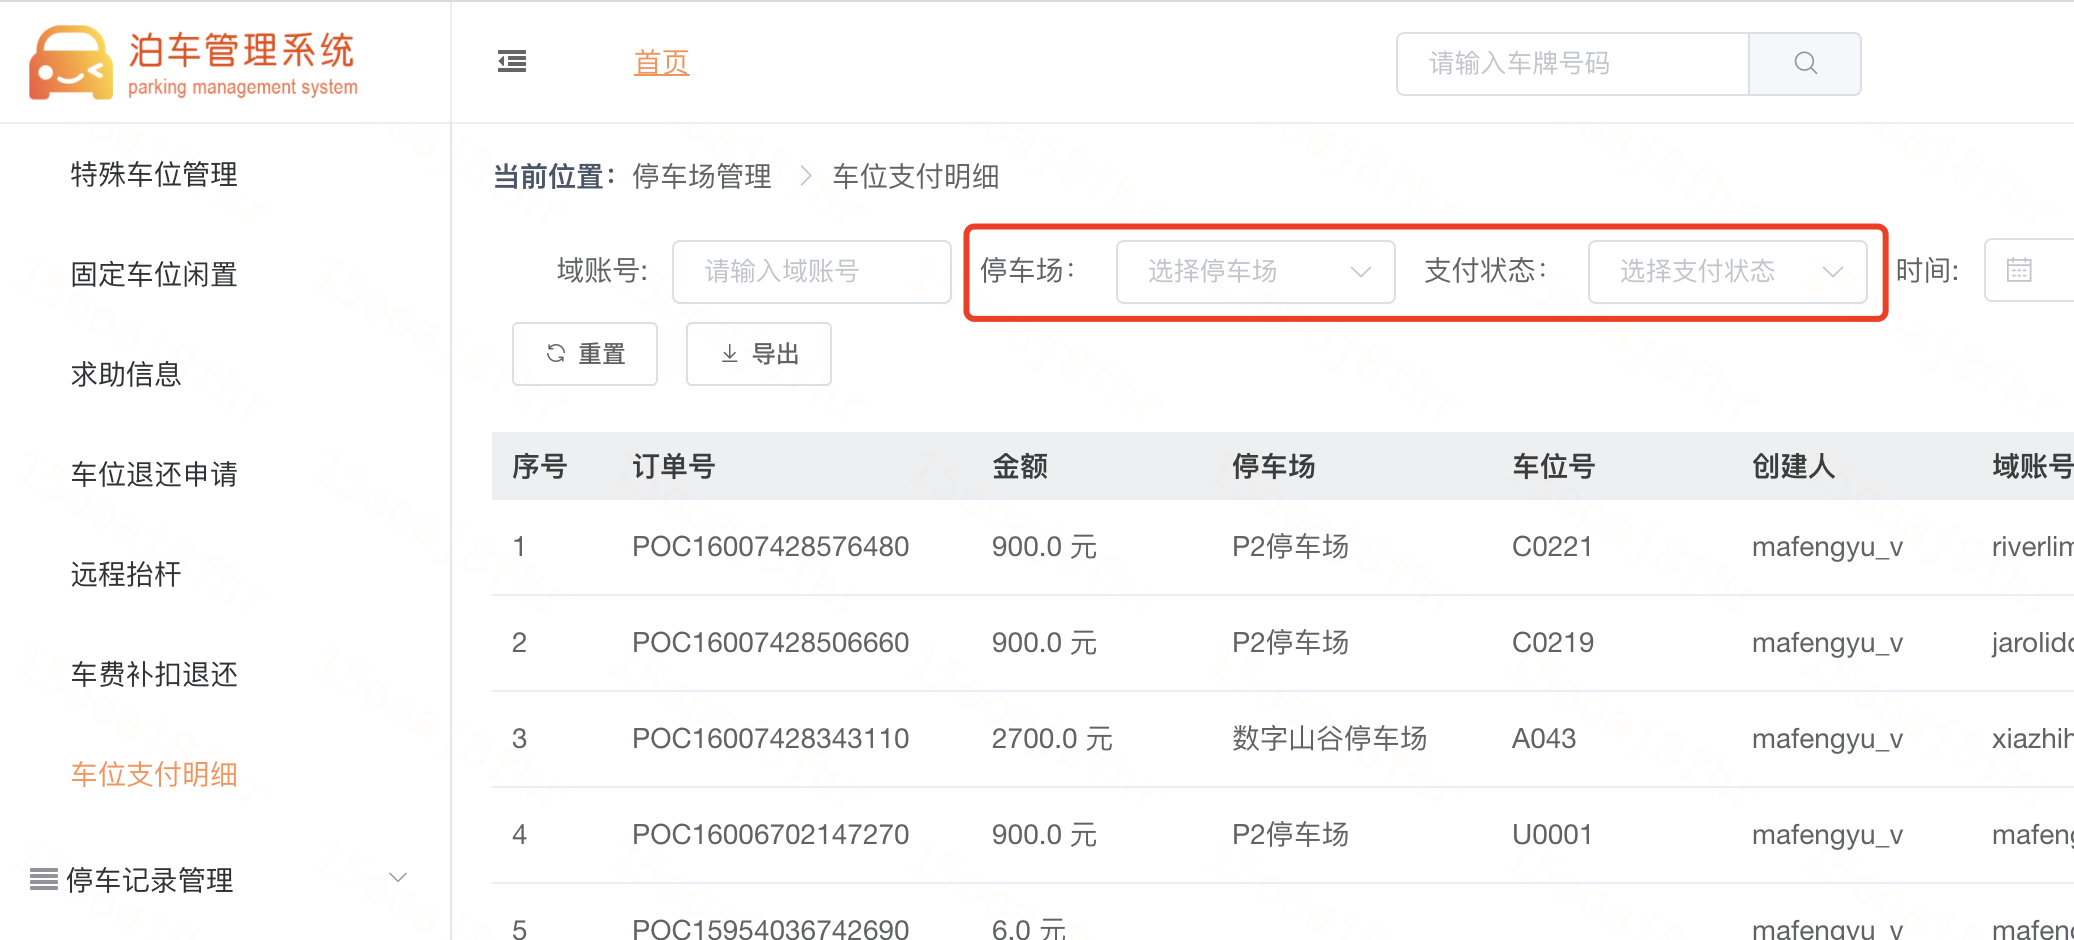 泊车管理系统
parking management system
首页
请输入车牌号码
特殊车位管理
固定车位闲置
求助信息
车位退还申请
远程抬杆
车费补扣退还
车位支付明细
停车记录管理
当前位置： 停车场管理 车位支付明细
域账号: 请输入域账号 停车场： 选择停车场 支付状态： 选择支付状态 时间:
重置 导出
序号 订单号 金额 停车场 车位号 创建人 域账号
1 POC16007428576480 900.0 元 P2停车场 C0221 mafengyu_v riverlim
2 POC16007428506660 900.0 元 P2停车场 C0219 mafengyu_v jarolido
3 POC16007428343110 2700.0 元 数字山谷停车场 A043 mafengyu_v xiazhih
4 POC16006702147270 900.0 元 P2停车场 U0001 mafengyu_v mafeng
5 POC15954036742690 6.0 元 mafengyu_v mafeng